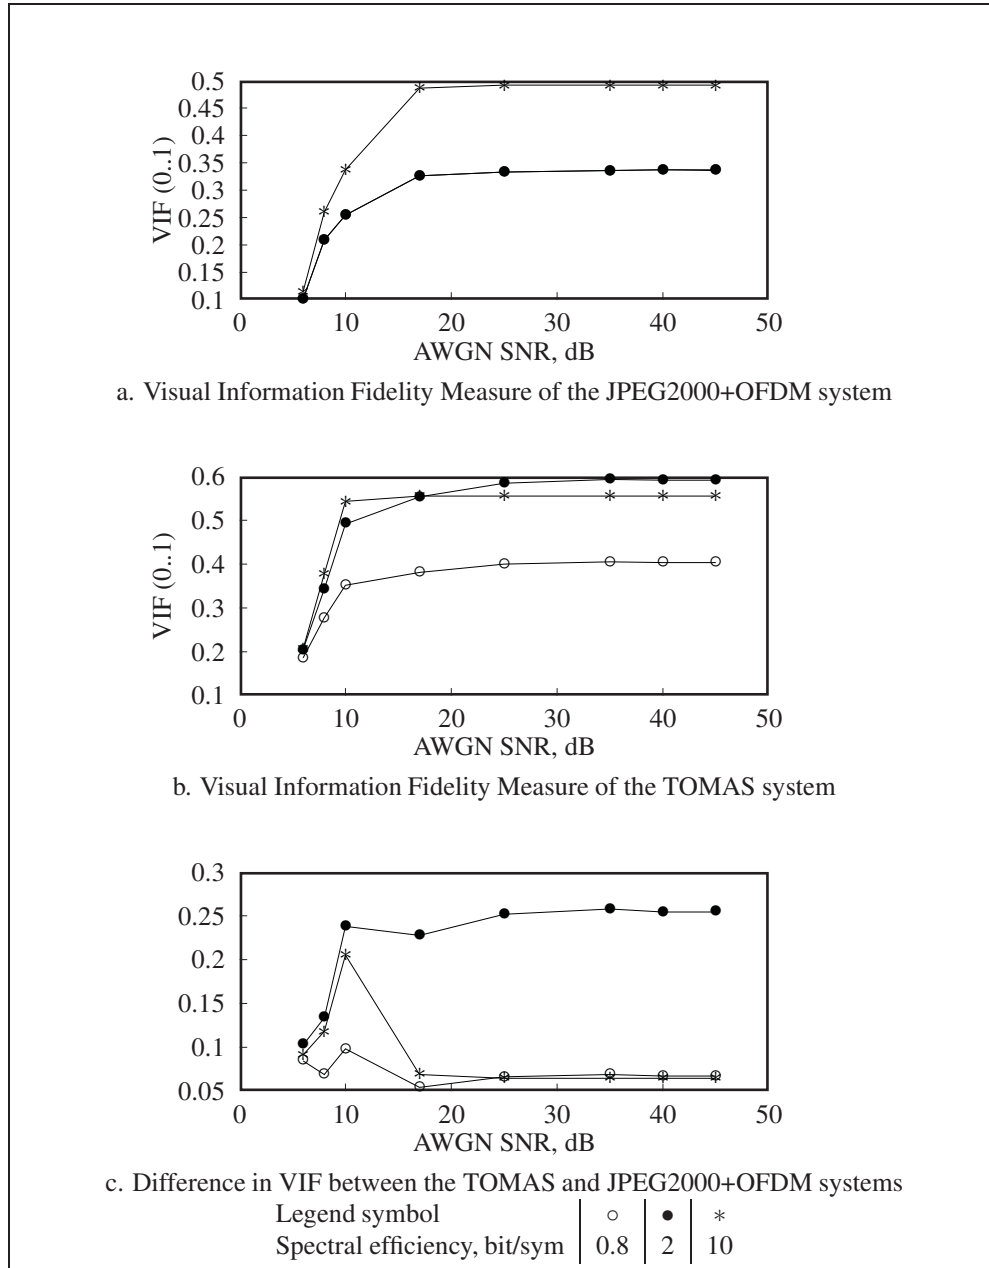 0.5
0.45
0.4
0.35
0.3
0.25
0.2
0.15
0.1
VIF (0..1)
0 10 20 30 40 50
AWGN SNR, dB
a. Visual Information Fidelity Measure of the JPEG2000+OFDM system
0.6
0.5
0.4
0.3
0.2
0.1
VIF (0..1)
0 10 20 30 40 50
AWGN SNR, dB
b. Visual Information Fidelity Measure of the TOMAS system
0.3
0.25
0.2
0.15
0.1
0.05
0 10 20 30 40 50
AWGN SNR, dB
c. Difference in VIF between the TOMAS and JPEG2000+OFDM systems
Legend symbol ○ ● *
Spectral efficiency, bit/sym 0.8 2 10